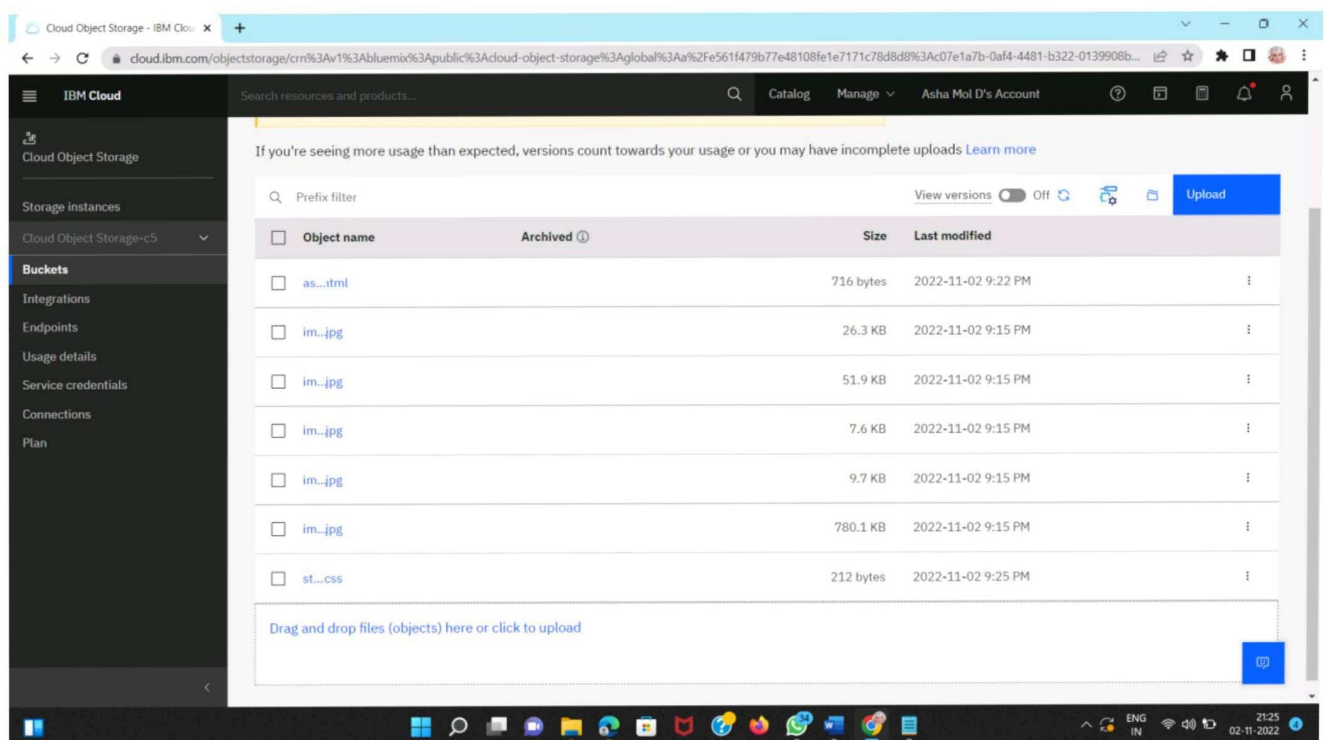 Cloud Object Storage - IBM Clou
cloud.ibm.com/objectstorage/crn%3Av1%3Abluemix%3Apublic%3Acloud-object-storage%3Aglobal%3Aa%2Fe561f479b77e48108fe1e7171c78d8d8%3Ac07e1a7b-0af4-4481-b322-0139908b...
IBM Cloud
Search resources and products...
Catalog
Manage
Asha Mol D's Account
Cloud Object Storage
Storage instances
Cloud Object Storage-c5
Buckets
Integrations
Endpoints
Usage details
Service credentials
Connections
Plan
If you're seeing more usage than expected, versions count towards your usage or you may have incomplete uploads Learn more
Prefix filter View versions Off Upload
Object name Archived Size Last modified
as...itml 716 bytes 2022-11-02 9:22 PM
im...jpg 26.3 KB 2022-11-02 9:15 PM
im...jpg 51.9 KB 2022-11-02 9:15 PM
im...jpg 7.6 KB 2022-11-02 9:15 PM
im...jpg 9.7 KB 2022-11-02 9:15 PM
im...jpg 780.1 KB 2022-11-02 9:15 PM
st...css 212 bytes 2022-11-02 9:25 PM
Drag and drop files (objects) here or click to upload
34
ENG
IN
21:25
02-11-2022
4